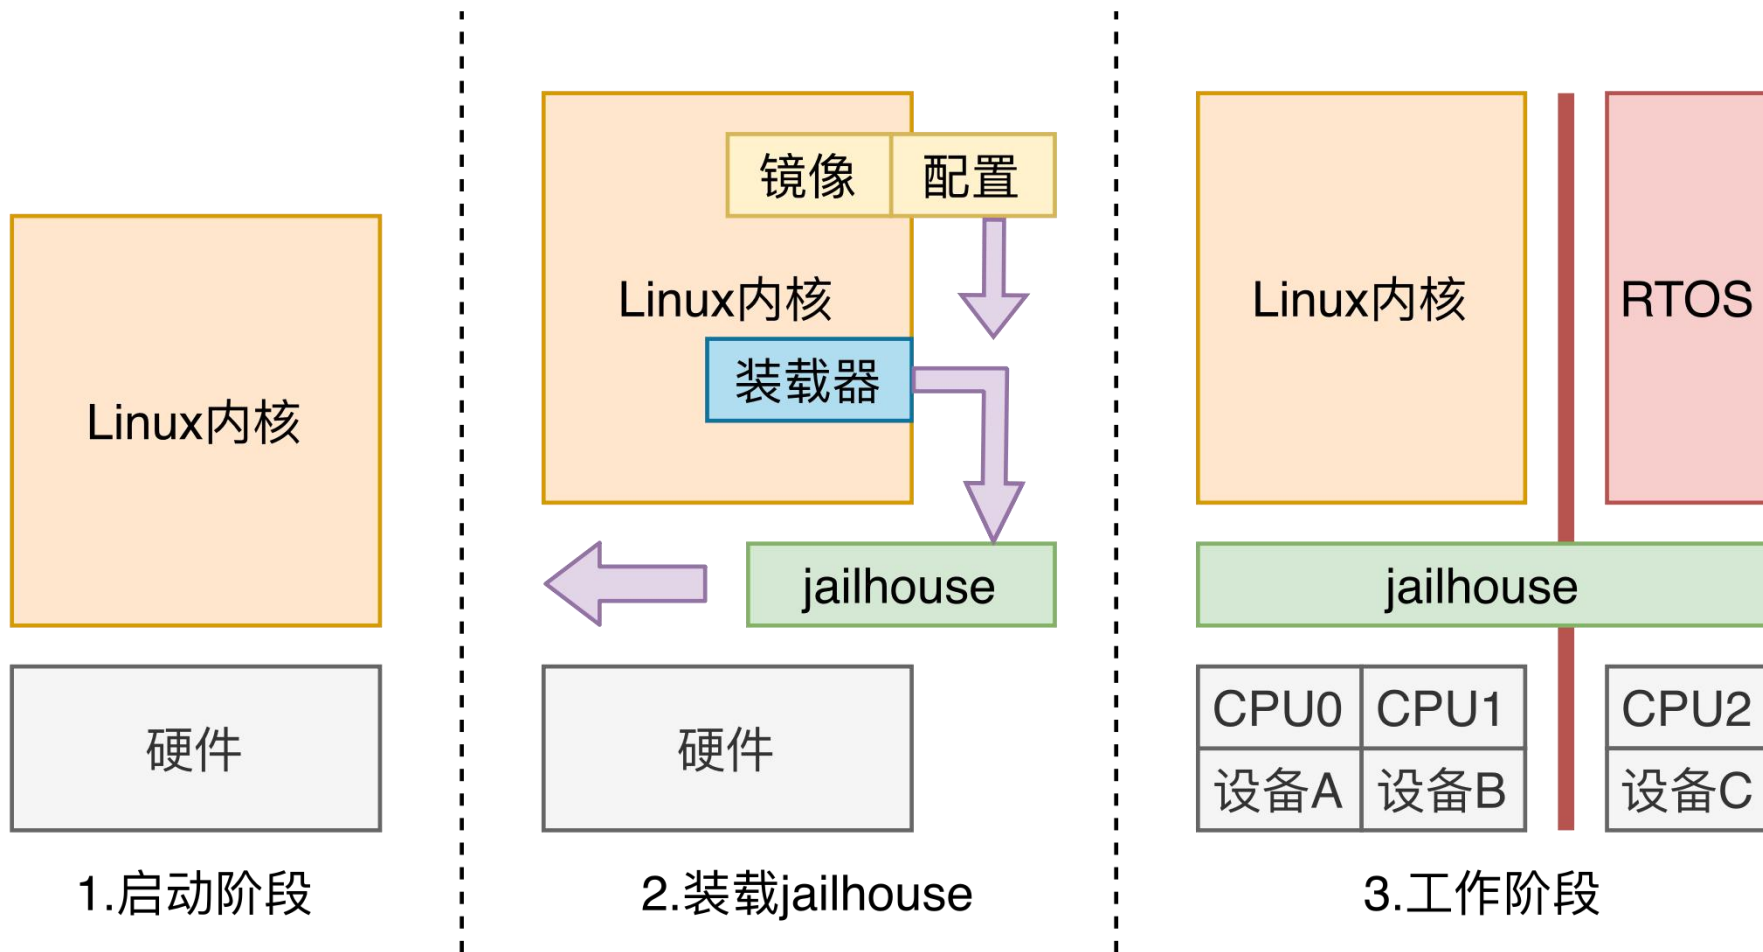 Linux内核
硬件
1.启动阶段
镜像
配置
Linux内核
装载器
jailhouse
硬件
2.装载jailhouse
Linux内核
RTOS
jailhouse
CPU0
CPU1
CPU2
设备A
设备B
设备C
3.工作阶段